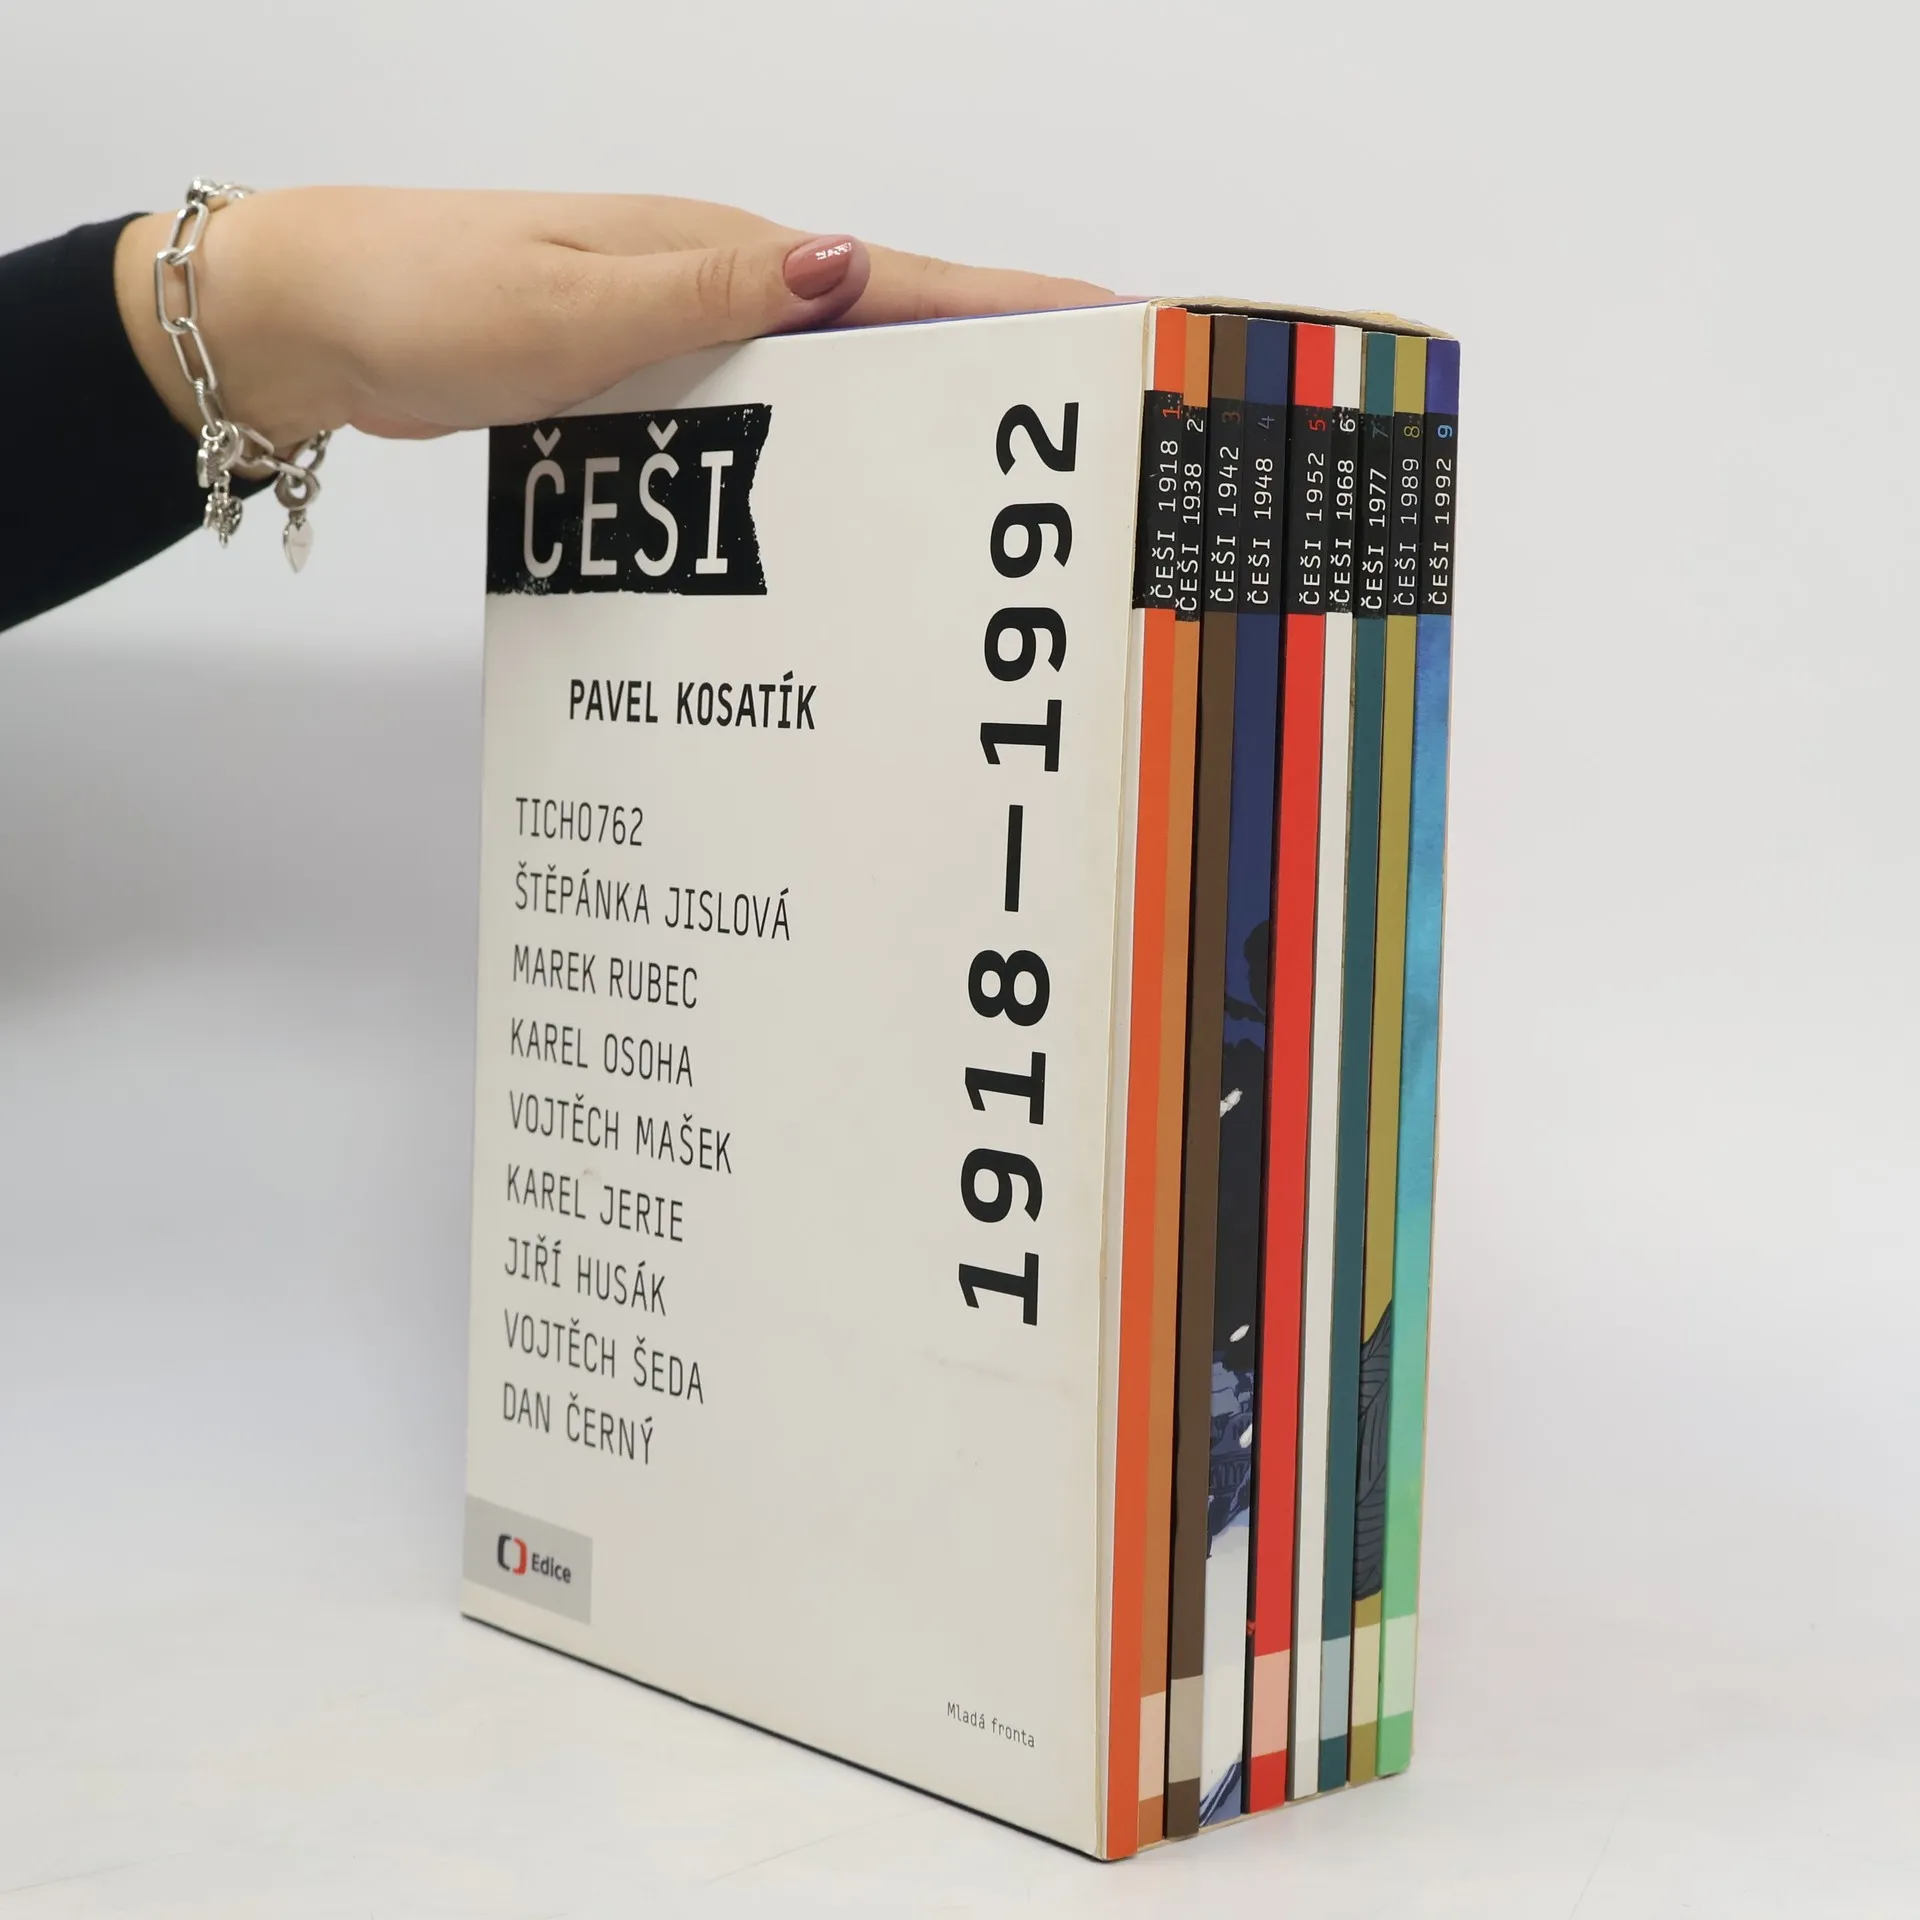 ČEŠI
PAVEL KOSATÍK
TICHO762
ŠTĚPÁNKA JISLOVÁ
MAREK RUBEC
KAREL OSOHA
VOJTĚCH MAŠEK
KAREL JERIE
JIŘÍ HUSÁK
VOJTĚCH ŠEDA
DAN ČERNÝ
Edice
1918—1992
Mladá fronta
ČEŠI 1918 1
ČEŠI 1938 2
ČEŠI 1942 3
ČEŠI 1948 4
ČEŠI 1952 5
ČEŠI 1968 6
ČEŠI 1977 7
ČEŠI 1989 8
ČEŠI 1992 9